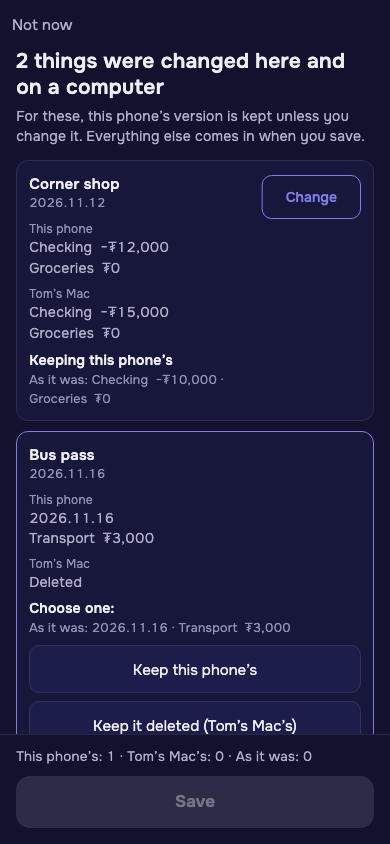 Not now
2 things were changed here and
on a computer
For these, this phone’s version is kept unless you
change it. Everything else comes in when you save.
Corner shop
2026.11.12
Change
This phone
Checking −₮12,000
Groceries ₮0
Tom’s Mac
Checking −₮15,000
Groceries ₮0
Keeping this phone’s
As it was: Checking −₮10,000 ·
Groceries ₮0
Bus pass
2026.11.16
This phone
2026.11.16
Transport ₮3,000
Tom’s Mac
Deleted
Choose one:
As it was: 2026.11.16 · Transport ₮3,000
Keep this phone’s
Keep it deleted (Tom’s Mac’s)
This phone’s: 1 · Tom’s Mac’s: 0 · As it was: 0
Save